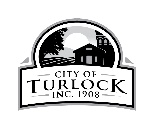 CITY OF
TURLOCK
INC. 1908